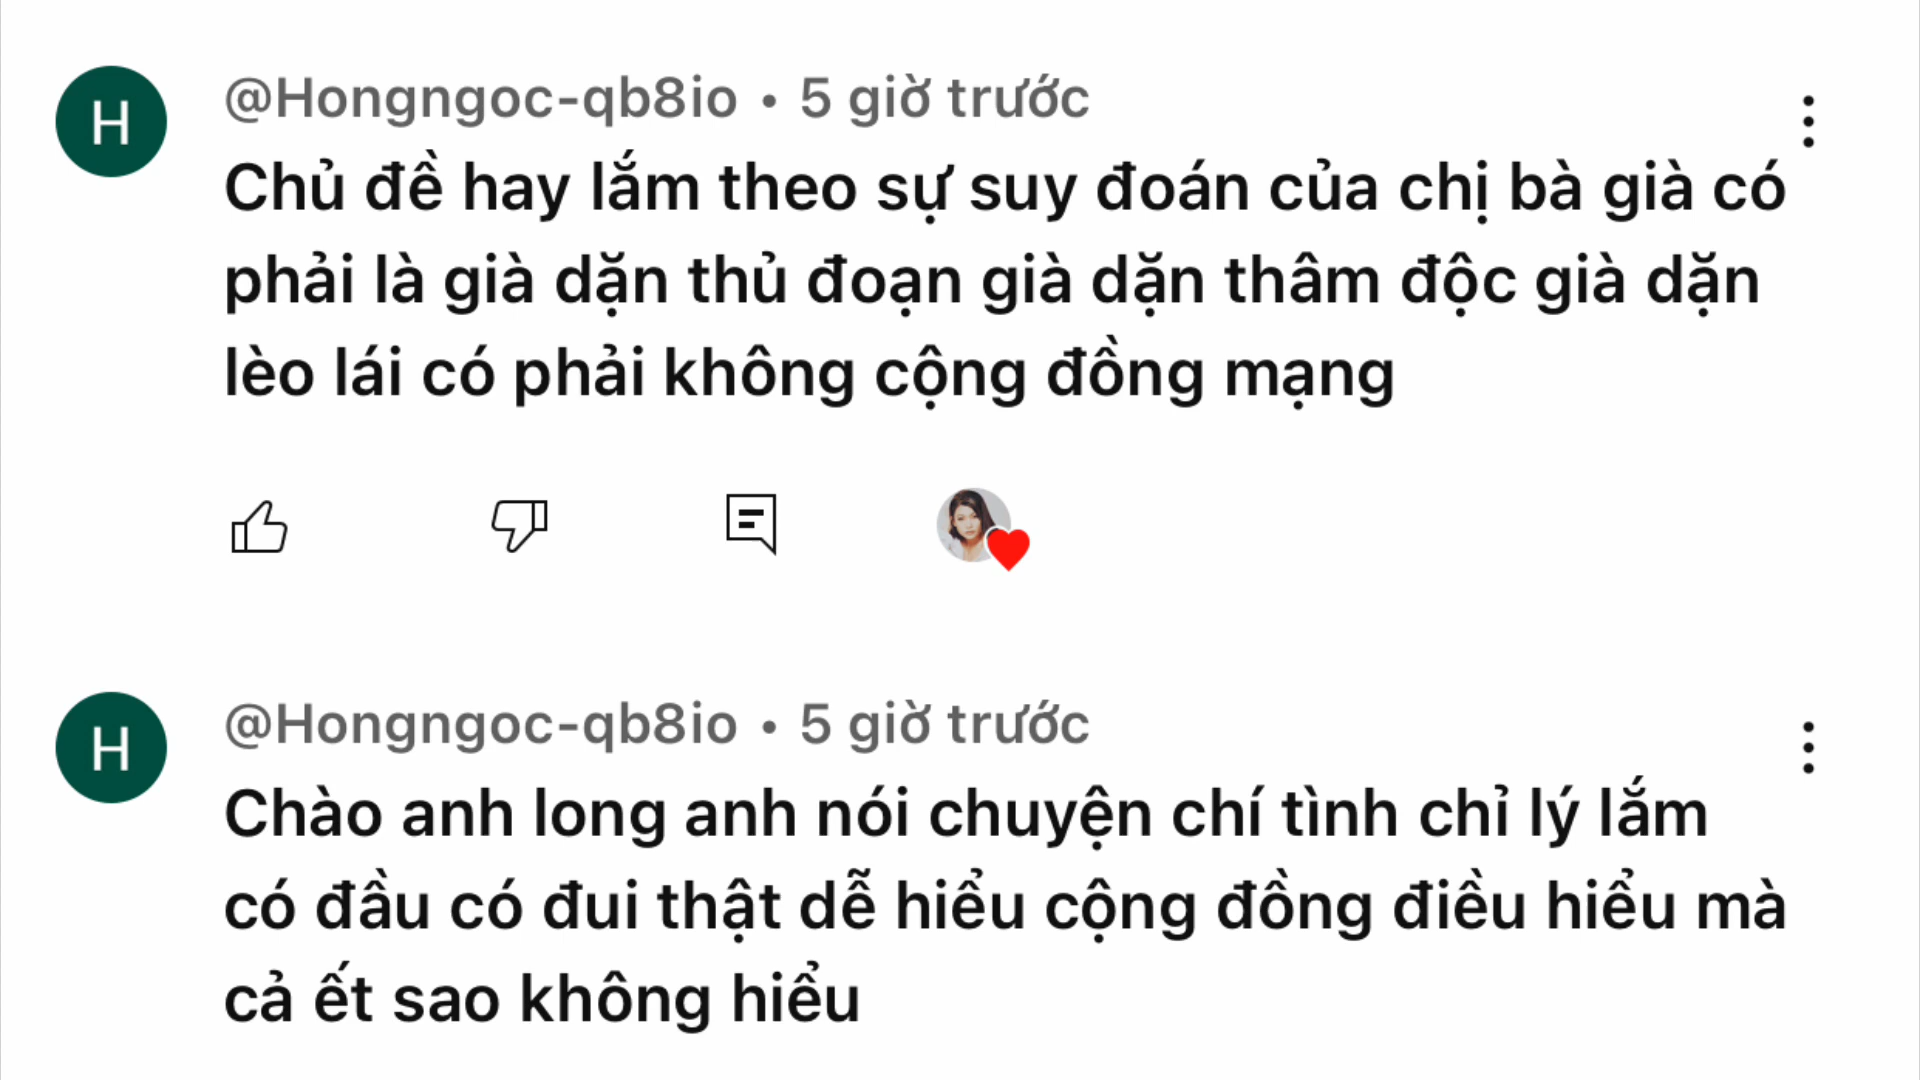 H
@Hongngoc-qb8io • 5 giờ trước
Chủ đề hay lắm theo sự suy đoán của chị bà già có
phải là già dặn thủ đoạn già dặn thâm độc già dặn
lèo lái có phải không cộng đồng mạng
H
@Hongngoc-qb8io • 5 giờ trước
Chào anh long anh nói chuyện chí tình chỉ lý lắm
có đầu có đui thật dễ hiểu cộng đồng điều hiểu mà
cả ết sao không hiểu